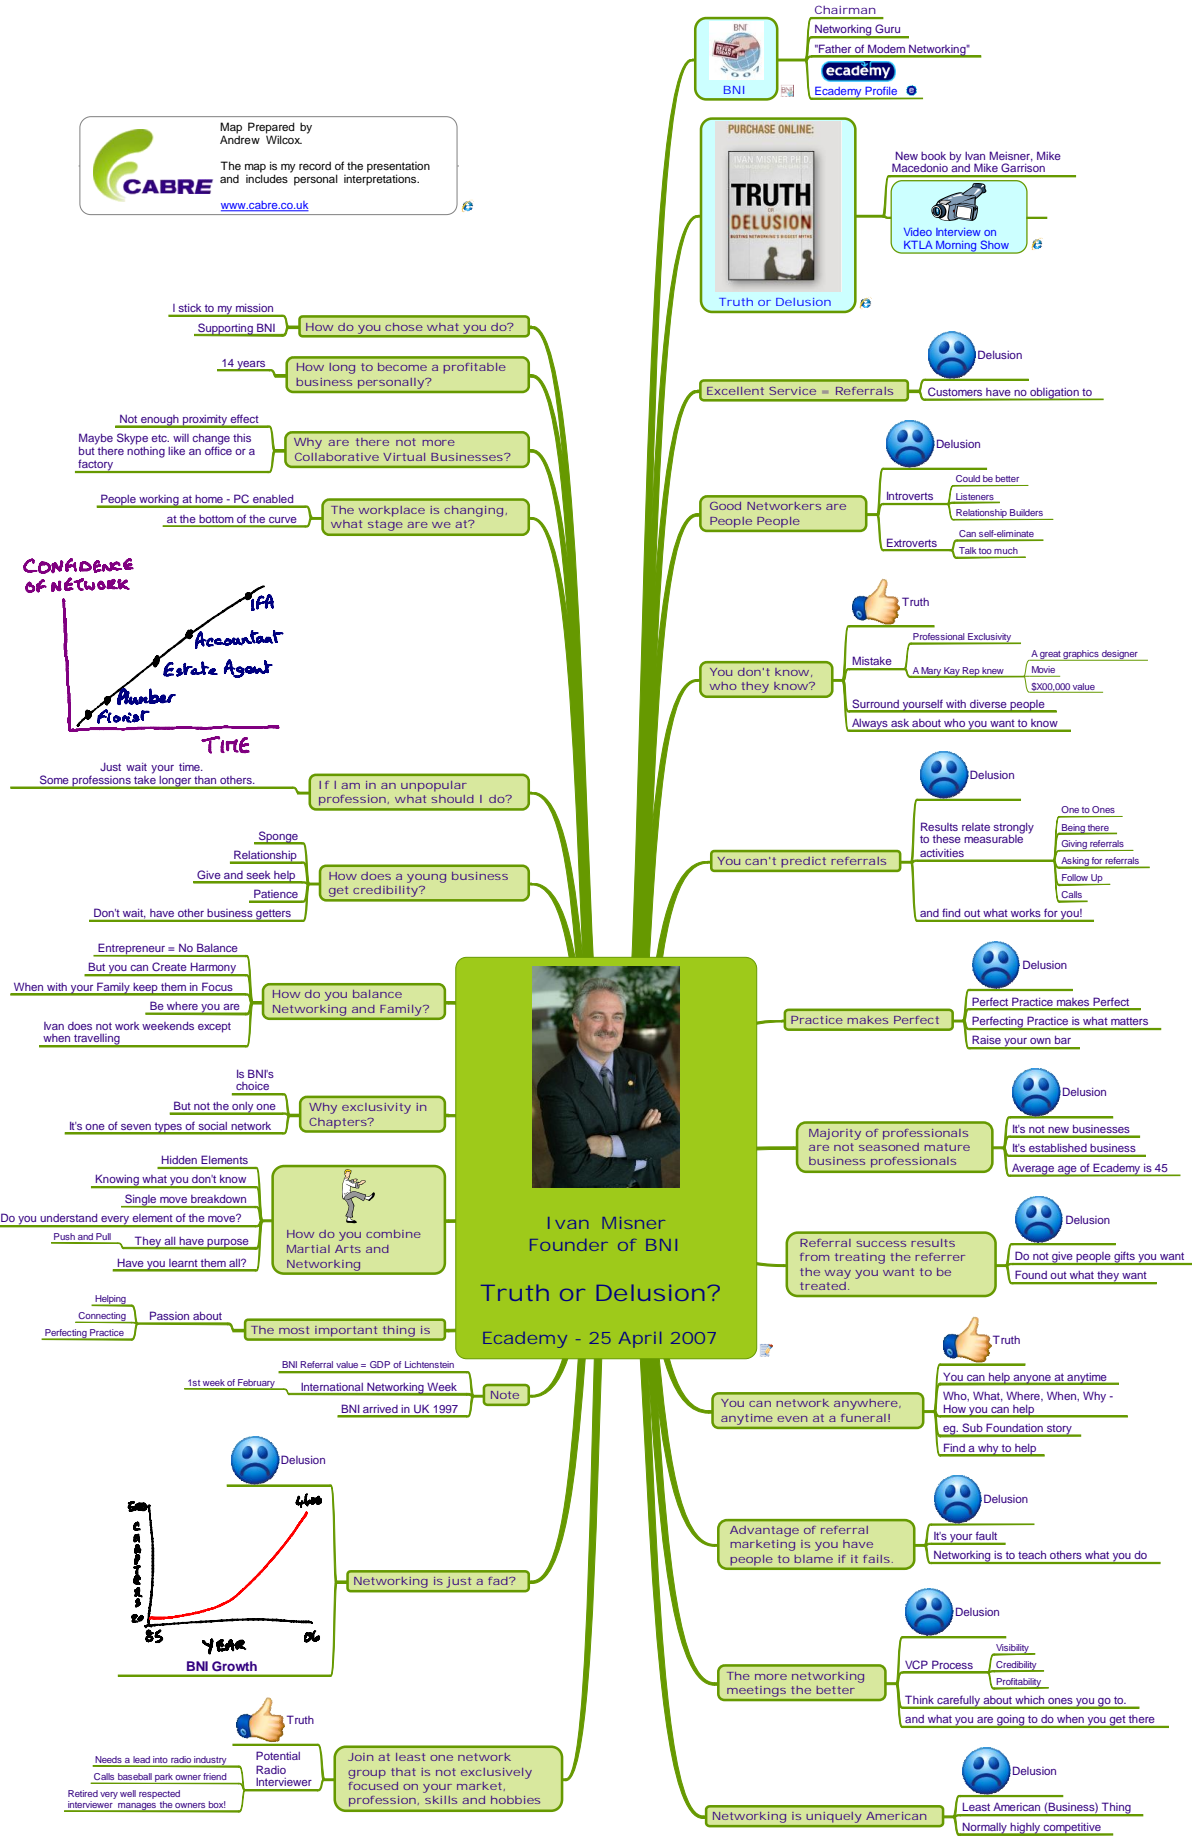 BNI
2007
BNI
Chairman
Networking Guru
"Father of Modern Networking"
ecademy
Ecademy Profile
Map Prepared by
Andrew Wilcox.
The map is my record of the presentation
and includes personal interpretations.
www.cabre.co.uk
CABRE
PURCHASE ONLINE:
IVAN MISNER PH.D.
TRUTH
OR
DELUSION
BUSTING NETWORKING'S BIGGEST MYTHS
Truth or Delusion
New book by Ivan Meisner, Mike
Macedonio and Mike Garrison
Video Interview on
KTLA Morning Show
I stick to my mission
Supporting BNI
How do you chose what you do?
14 years
How long to become a profitable
business personally?
Not enough proximity effect
Maybe Skype etc. will change this
but there nothing like an office or a
factory
Why are there not more
Collaborative Virtual Businesses?
People working at home - PC enabled
at the bottom of the curve
The workplace is changing,
what stage are we at?
CONFIDENCE
OF NETWORK
IFA
Accountant
Estate Agent
Plumber
Florist
TIME
Just wait your time.
Some professions take longer than others.
If I am in an unpopular
profession, what should I do?
Sponge
Relationship
Give and seek help
Patience
Don't wait, have other business getters
How does a young business
get credibility?
Entrepreneur = No Balance
But you can Create Harmony
When with your Family keep them in Focus
Be where you are
Ivan does not work weekends except
when travelling
How do you balance
Networking and Family?
Is BNI's
choice
But not the only one
It's one of seven types of social network
Why exclusivity in
Chapters?
Hidden Elements
Knowing what you don't know
Single move breakdown
Do you understand every element of the move?
Push and Pull
They all have purpose
Have you learnt them all?
How do you combine
Martial Arts and
Networking
Helping
Connecting
Perfecting Practice
Passion about
The most important thing is
BNI Referral value = GDP of Lichtenstein
1st week of February
International Networking Week
BNI arrived in UK 1997
Note
Delusion
4600
CHAPTERS
20
85
YEAR
06
BNI Growth
Networking is just a fad?
Truth
Needs a lead into radio industry
Calls baseball park owner friend
Retired very well respected
interviewer manages the owners box!
Potential
Radio
Interviewer
Join at least one network
group that is not exclusively
focused on your market,
profession, skills and hobbies
Ivan Misner
Founder of BNI
Truth or Delusion?
Ecademy - 25 April 2007
Excellent Service = Referrals
Delusion
Customers have no obligation to
Good Networkers are
People People
Delusion
Introverts
Could be better
Listeners
Relationship Builders
Extroverts
Can self-eliminate
Talk too much
You don't know,
who they know?
Truth
Mistake
Professional Exclusivity
A Mary Kay Rep knew
A great graphics designer
Movie
$X00,000 value
Surround yourself with diverse people
Always ask about who you want to know
You can't predict referrals
Delusion
Results relate strongly
to these measurable
activities
One to Ones
Being there
Giving referrals
Asking for referrals
Follow Up
Calls
and find out what works for you!
Practice makes Perfect
Delusion
Perfect Practice makes Perfect
Perfecting Practice is what matters
Raise your own bar
Majority of professionals
are not seasoned mature
business professionals
Delusion
It's not new businesses
It's established business
Average age of Ecademy is 45
Referral success results
from treating the referrer
the way you want to be
treated.
Delusion
Do not give people gifts you want
Found out what they want
You can network anywhere,
anytime even at a funeral!
Truth
You can help anyone at anytime
Who, What, Where, When, Why -
How you can help
eg. Sub Foundation story
Find a why to help
Advantage of referral
marketing is you have
people to blame if it fails.
Delusion
It's your fault
Networking is to teach others what you do
The more networking
meetings the better
Delusion
VCP Process
Visibility
Credibility
Profitability
Think carefully about which ones you go to.
and what you are going to do when you get there
Networking is uniquely American
Delusion
Least American (Business) Thing
Normally highly competitive